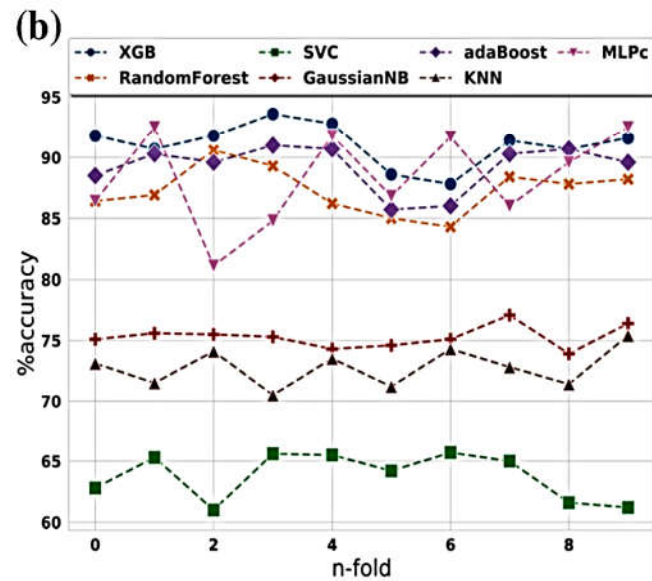 (b)
XGB SVC adaBoost MLPc
RandomForest GaussianNB KNN
95
90
85
80
75
70
65
60
%accuracy
0 2 4 6 8
n-fold